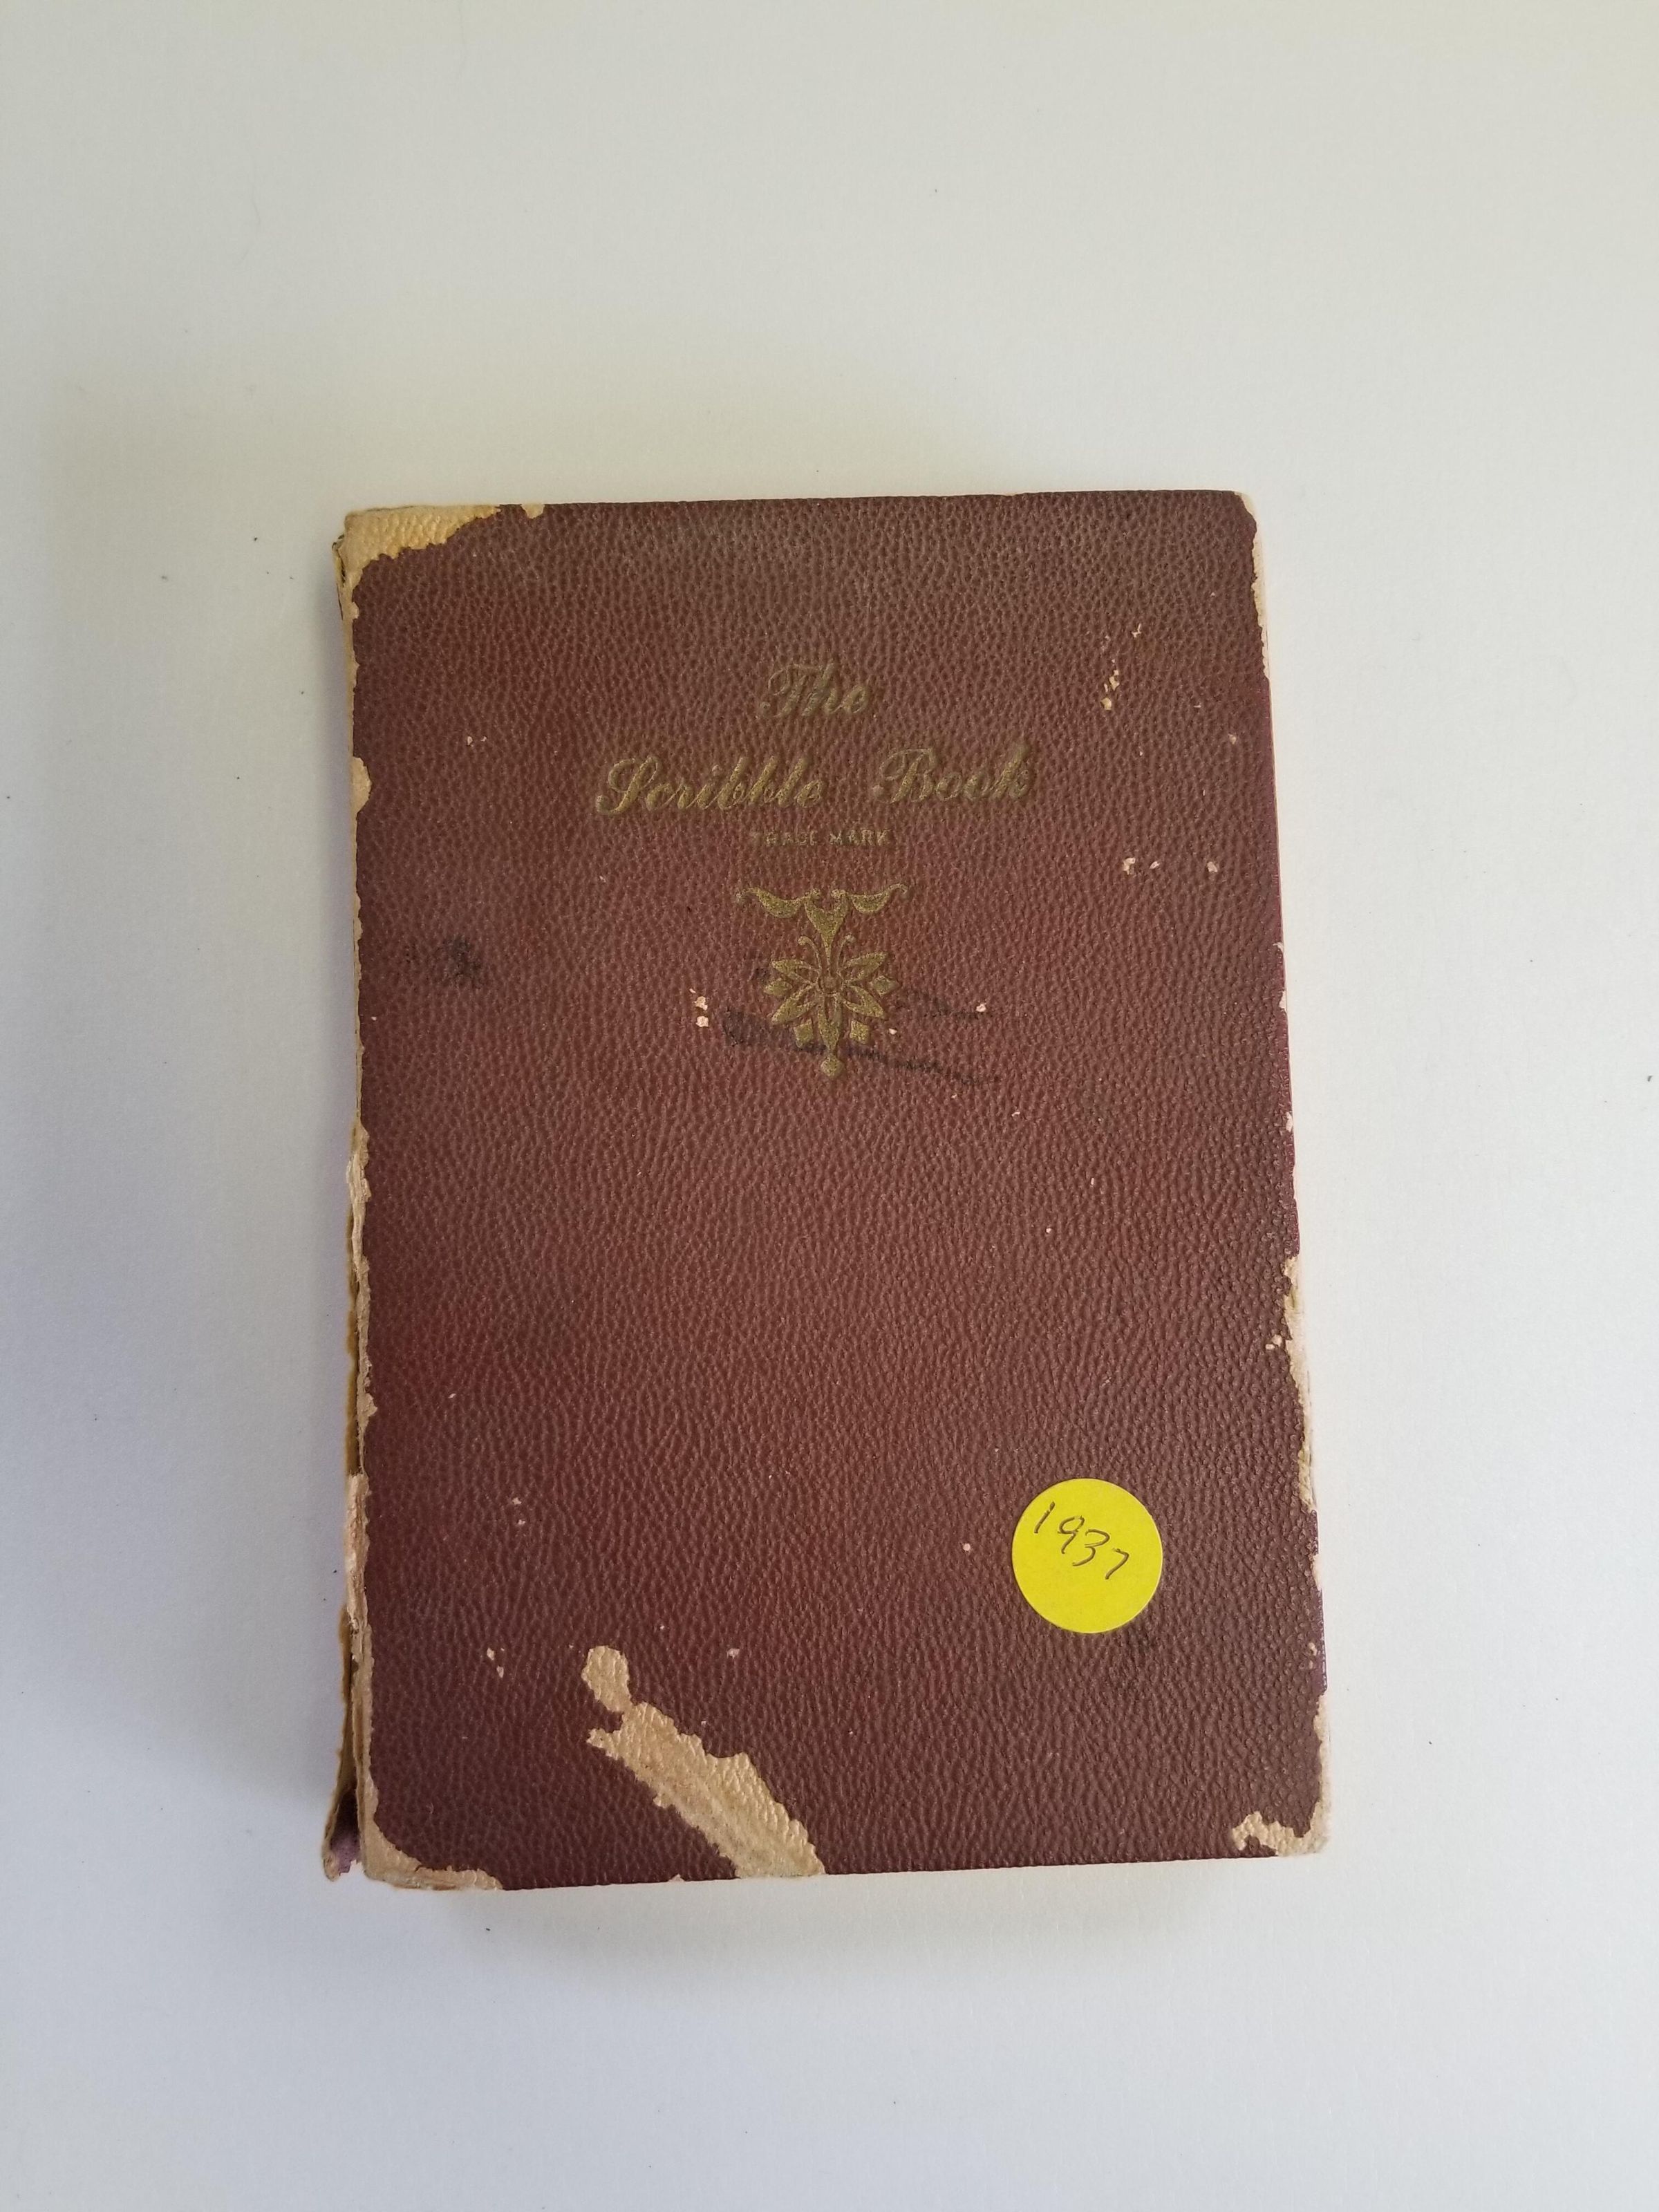 The
Scribble Book
TRADE MARK
1937